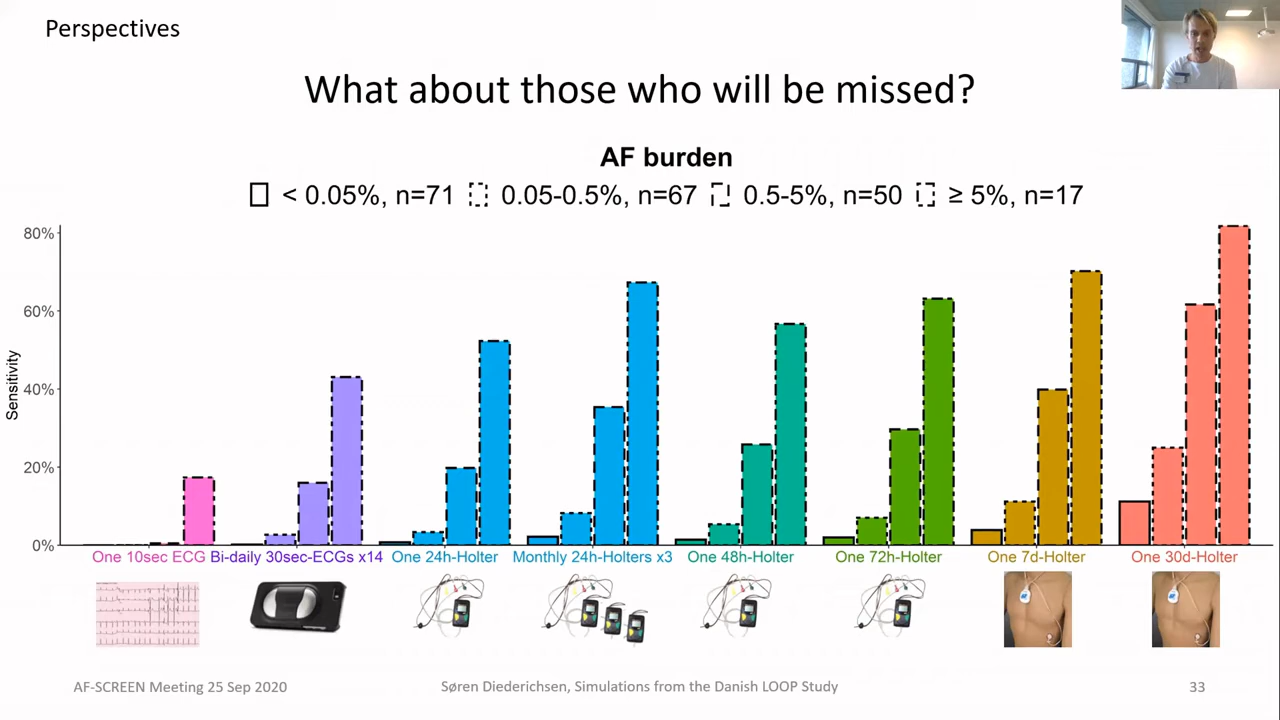 Perspectives
What about those who will be missed?
AF burden
< 0.05%, n=71 0.05-0.5%, n=67 0.5-5%, n=50 ≥ 5%, n=17
80%
60%
40%
20%
0%
Sensitivity
One 10sec ECG Bi-daily 30sec-ECGs x14 One 24h-Holter Monthly 24h-Holters x3 One 48h-Holter One 72h-Holter One 7d-Holter One 30d-Holter
AF-SCREEN Meeting 25 Sep 2020 Søren Diederichsen, Simulations from the Danish LOOP Study 33